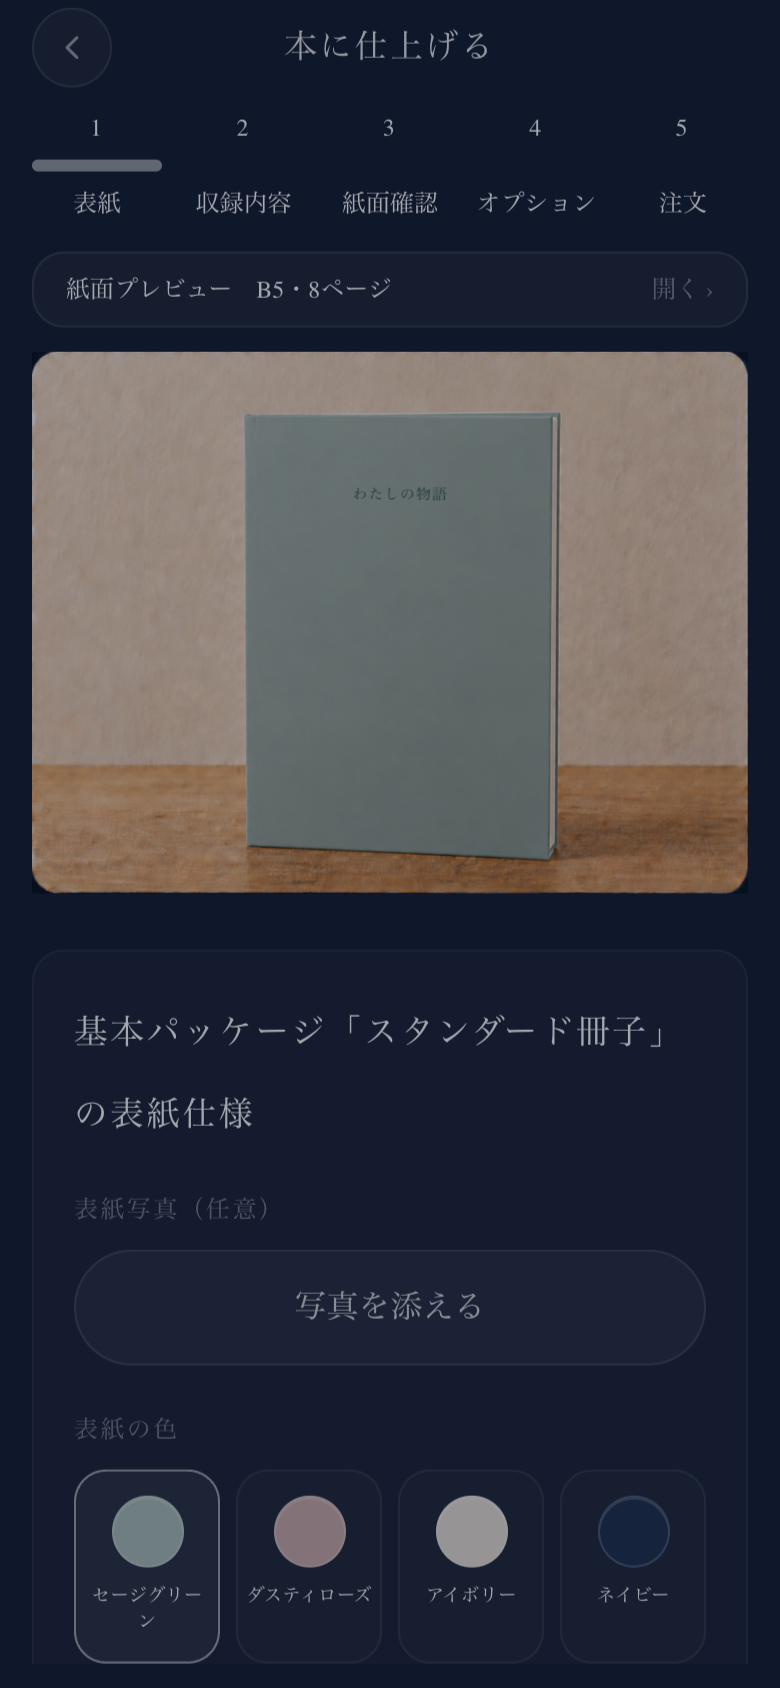 本に仕上げる
1
2
3
4
5
表紙
収録内容
紙面確認
オプション
注文
紙面プレビュー　B5・8ページ
開く ›
わたしの物語
基本パッケージ「スタンダード冊子」
の表紙仕様
表紙写真（任意）
写真を添える
表紙の色
セージグリー
ン
ダスティローズ
アイボリー
ネイビー